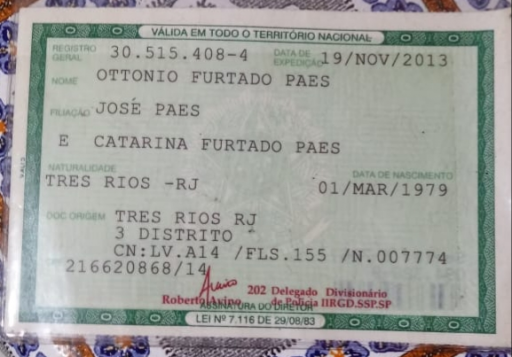 VÁLIDA EM TODO O TERRITÓRIO NACIONAL
REGISTRO GERAL 30.515.408-4 DATA DE EXPEDIÇÃO 19/NOV/2013
NOME OTTONIO FURTADO PAES
FILIAÇÃO JOSÉ PAES
E CATARINA FURTADO PAES
NATURALIDADE DATA DE NASCIMENTO
TRES RIOS -RJ 01/MAR/1979
DOC ORIGEM TRES RIOS RJ
3 DISTRITO
CN:LV.A14 /FLS.155 /N.007774
216620868/14
202 Delegado Divisionário
Roberto Avino de Polícia IIRGD.SSP.SP
ASSINATURA DO DIRETOR
LEI Nº 7.116 DE 29/08/83